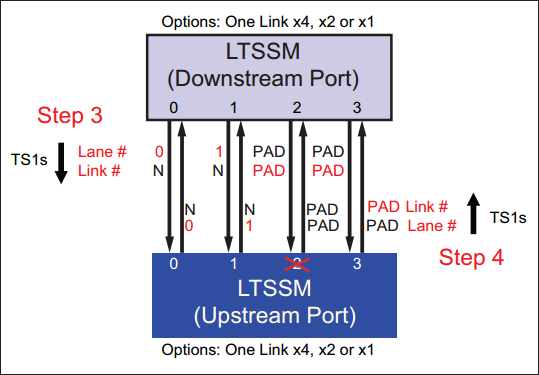 Options: One Link x4, x2 or x1
LTSSM
(Downstream Port)
0 1 2 3
Step 3
TS1s
Lane # 0 1 PAD PAD
Link # N N PAD PAD
N N PAD PAD Link #
0 1 PAD PAD Lane #
TS1s
Step 4
0 1 2 3
LTSSM
(Upstream Port)
Options: One Link x4, x2 or x1